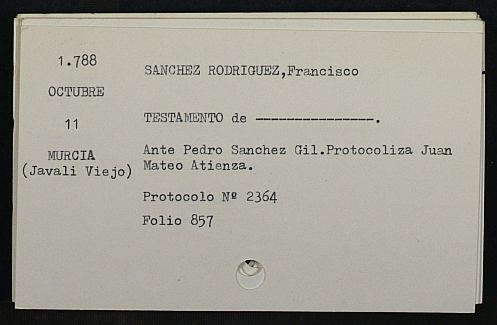 1.788
OCTUBRE
11
MURCIA
(Javali Viejo)
SANCHEZ RODRIGUEZ,Francisco
TESTAMENTO de ---------------.
Ante Pedro Sanchez Gil.Protocoliza Juan
Mateo Atienza.
Protocolo Nº 2364
Folio 857